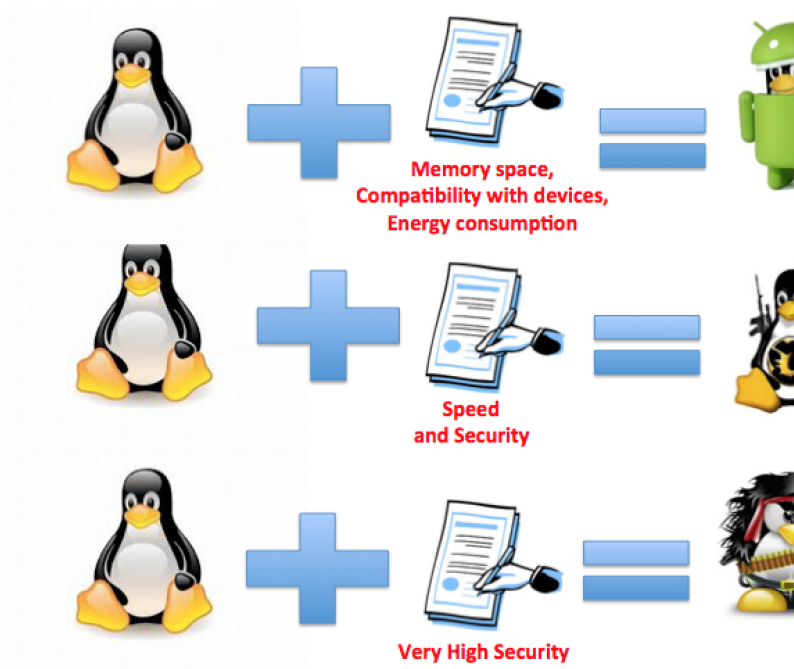 Memory space,
Compatibility with devices,
Energy consumption
Speed
and Security
Very High Security